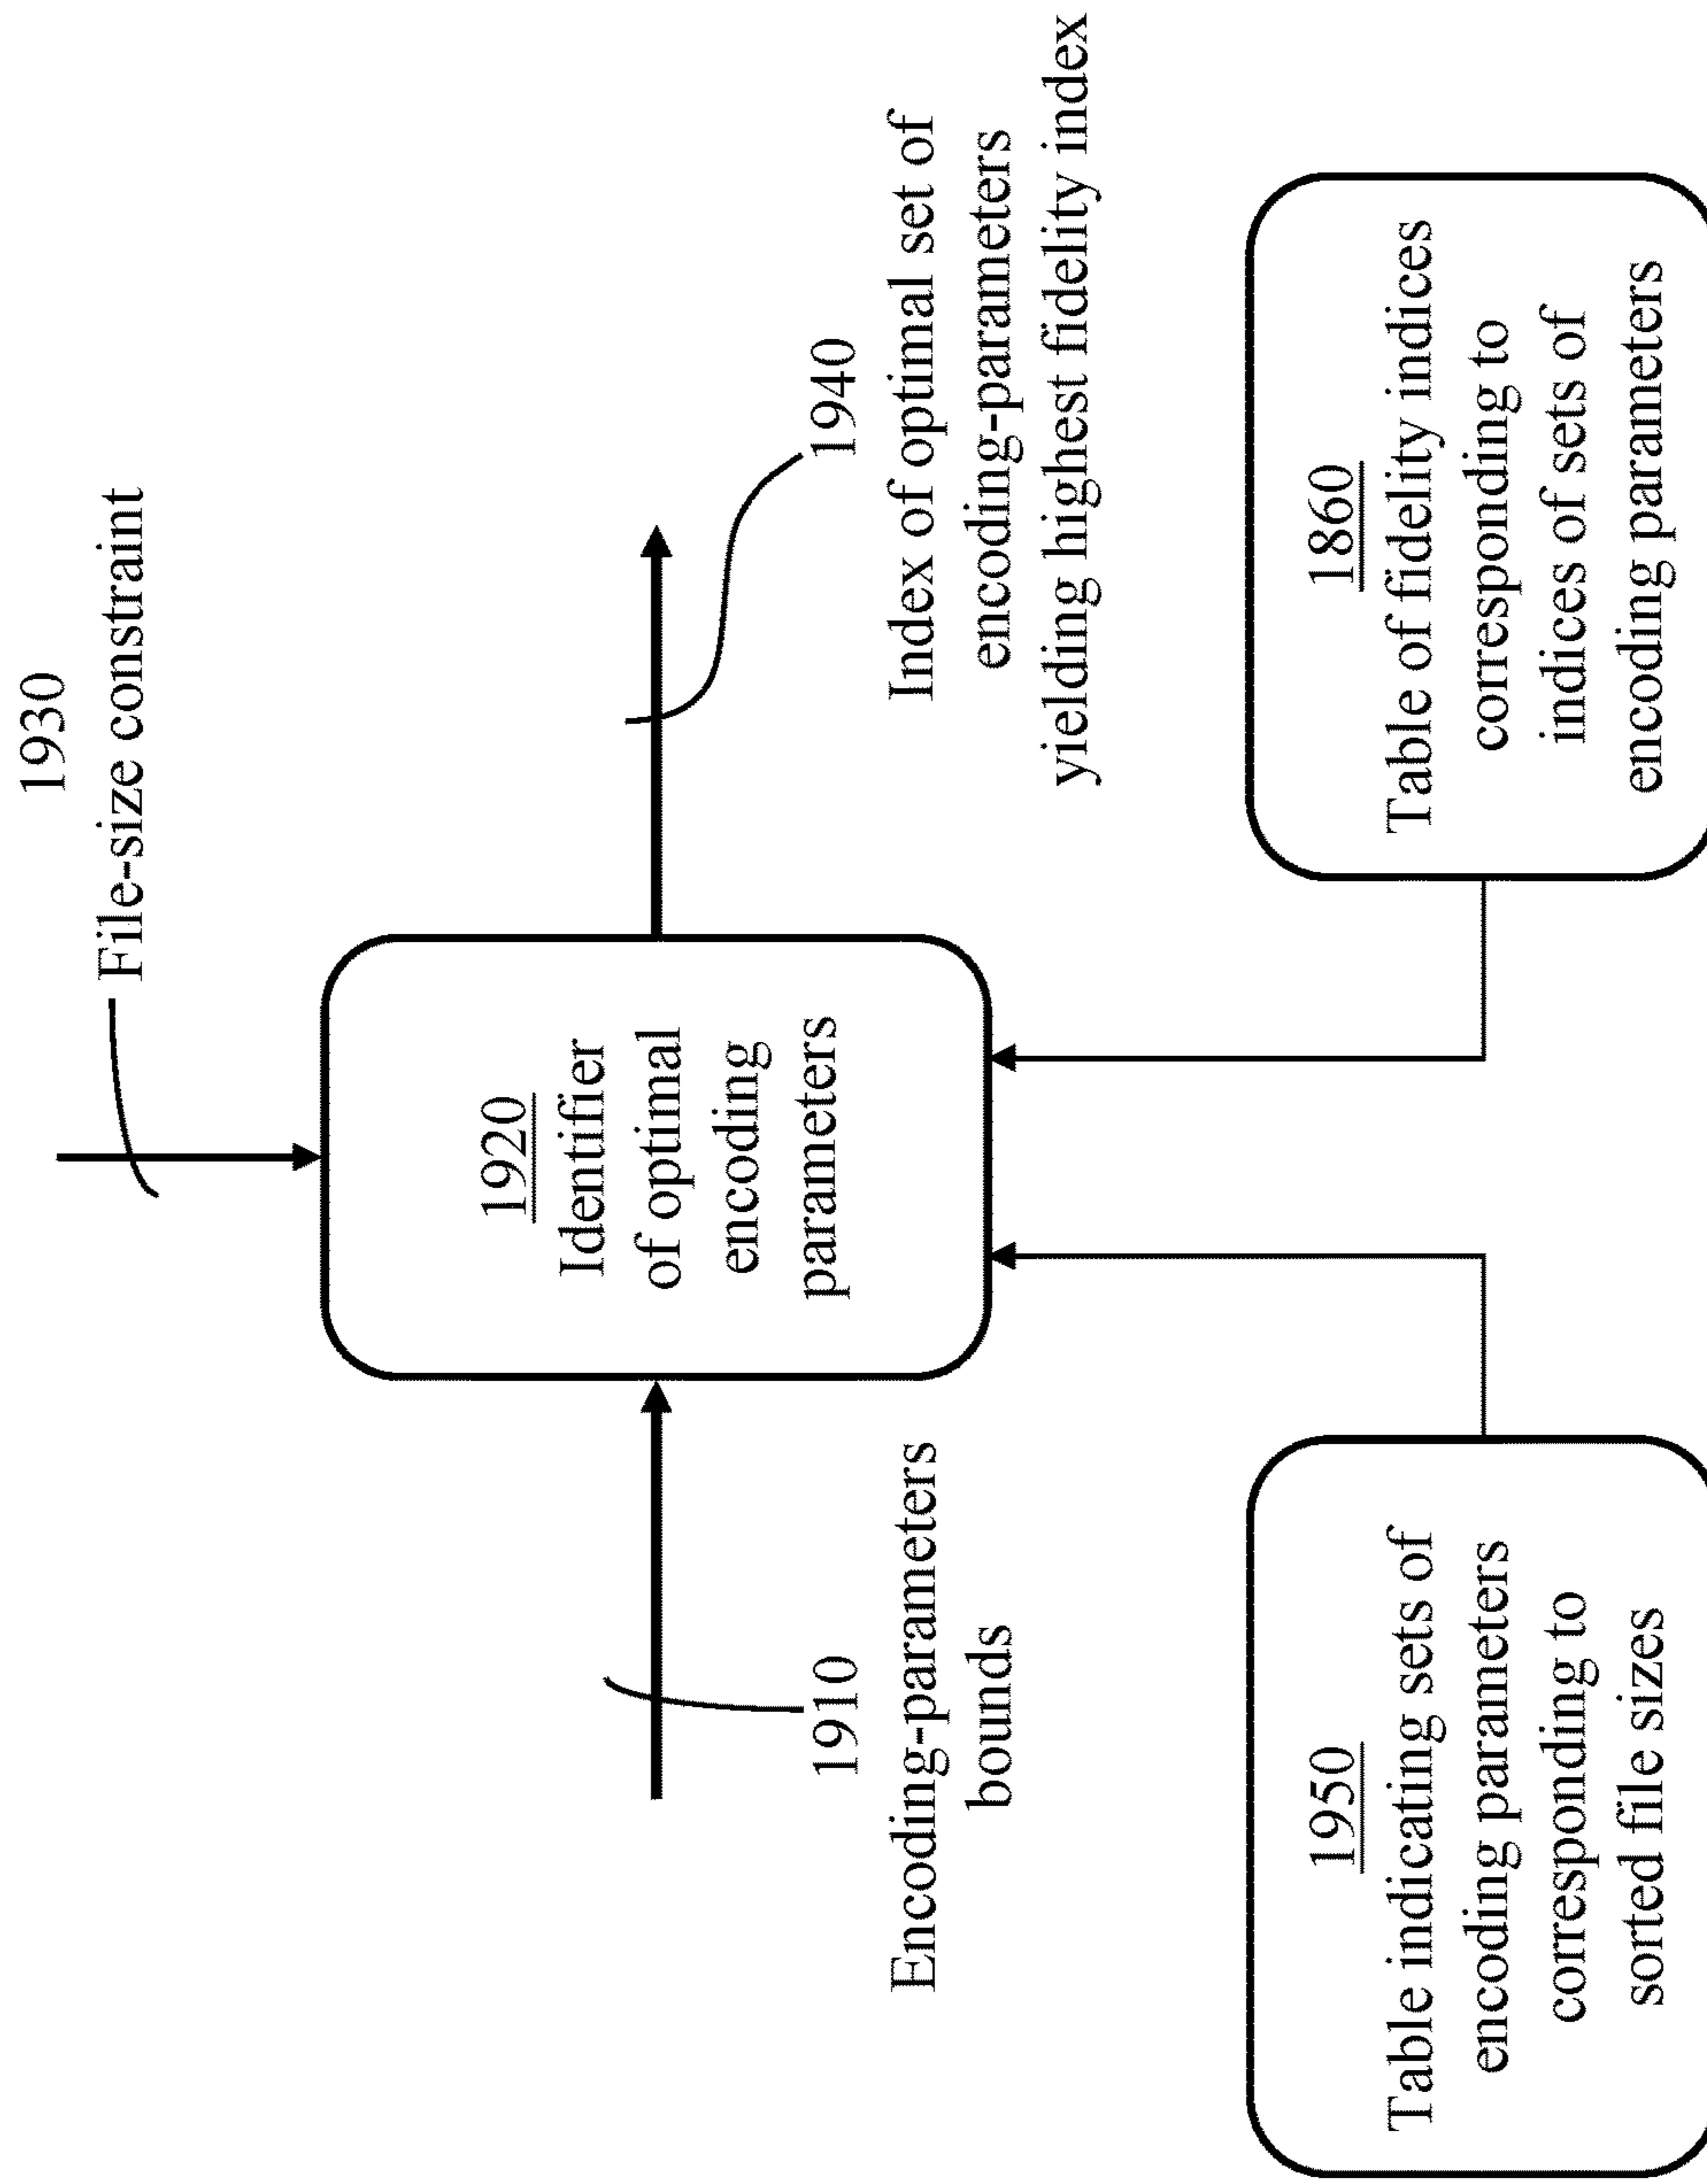 1930
File-size constraint
1920
Identifier
of optimal
encoding
parameters
1910
Encoding-parameters
bounds
1940
Index of optimal set of
encoding-parameters
yielding highest fidelity index
1950
Table indicating sets of
encoding parameters
corresponding to
sorted file sizes
1860
Table of fidelity indices
corresponding to
indices of sets of
encoding parameters